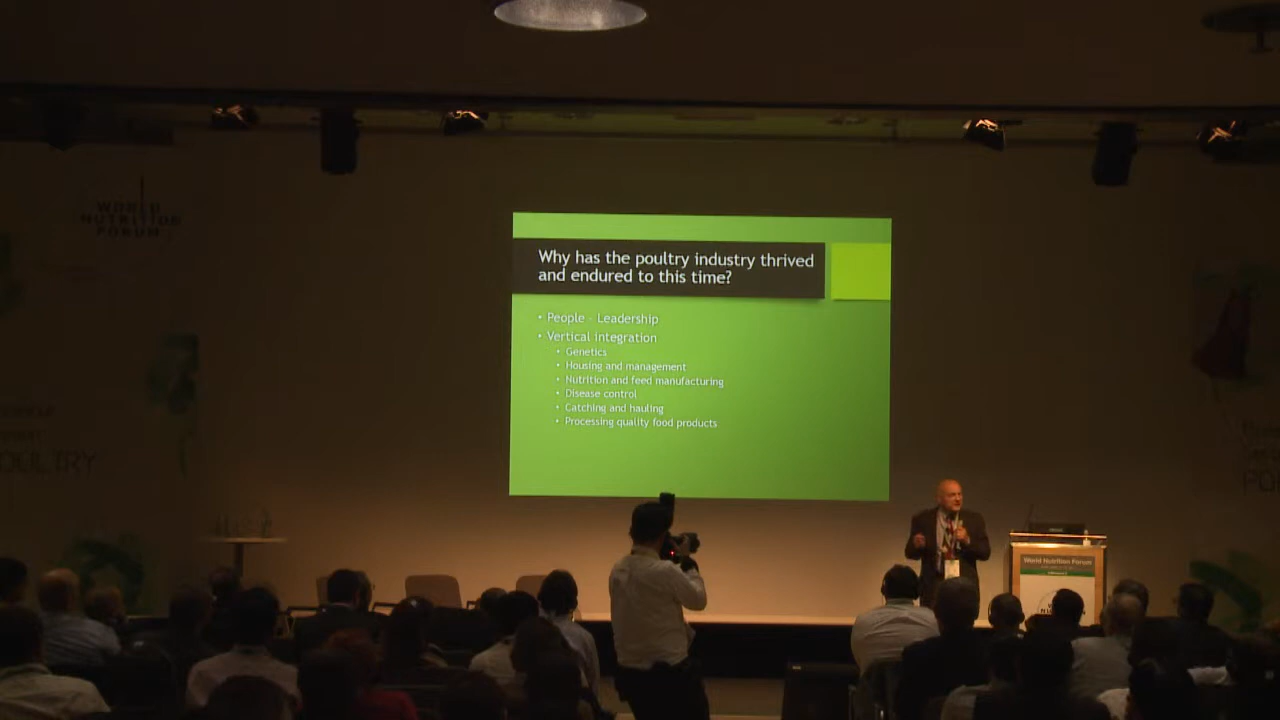 WORLD
NUTRITION
FORUM
Why has the poultry industry thrived
and endured to this time?
• People - Leadership
• Vertical integration
• Genetics
• Housing and management
• Nutrition and feed manufacturing
• Disease control
• Catching and hauling
• Processing quality food products
POULTRY
World Nutrition Forum